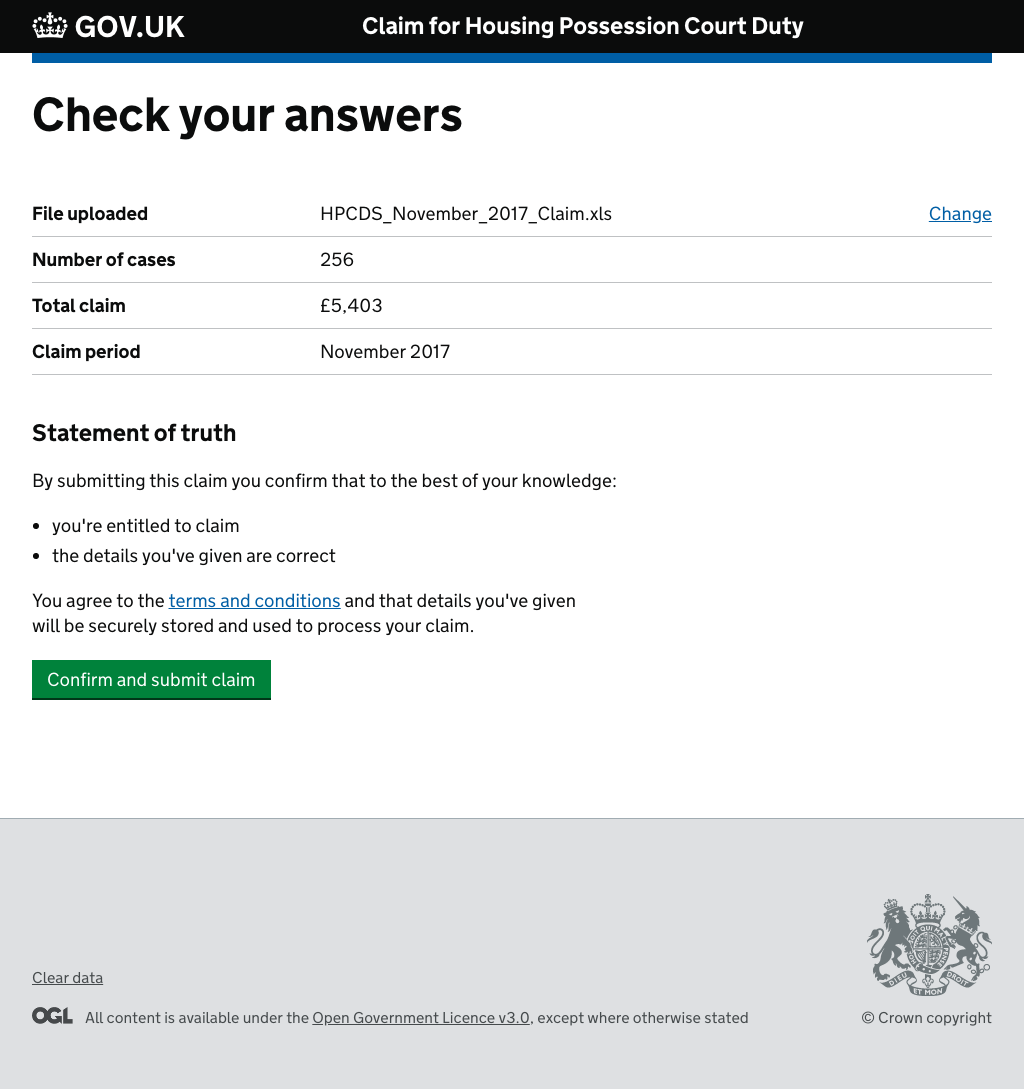 GOV.UK
Claim for Housing Possession Court Duty
Check your answers
File uploaded HPCDS_November_2017_Claim.xls Change
Number of cases 256
Total claim £5,403
Claim period November 2017
Statement of truth
By submitting this claim you confirm that to the best of your knowledge:
• you're entitled to claim
• the details you've given are correct
You agree to the terms and conditions and that details you've given
will be securely stored and used to process your claim.
Confirm and submit claim
Clear data
OGL All content is available under the Open Government Licence v3.0, except where otherwise stated
DIEU ET MON DROIT
© Crown copyright